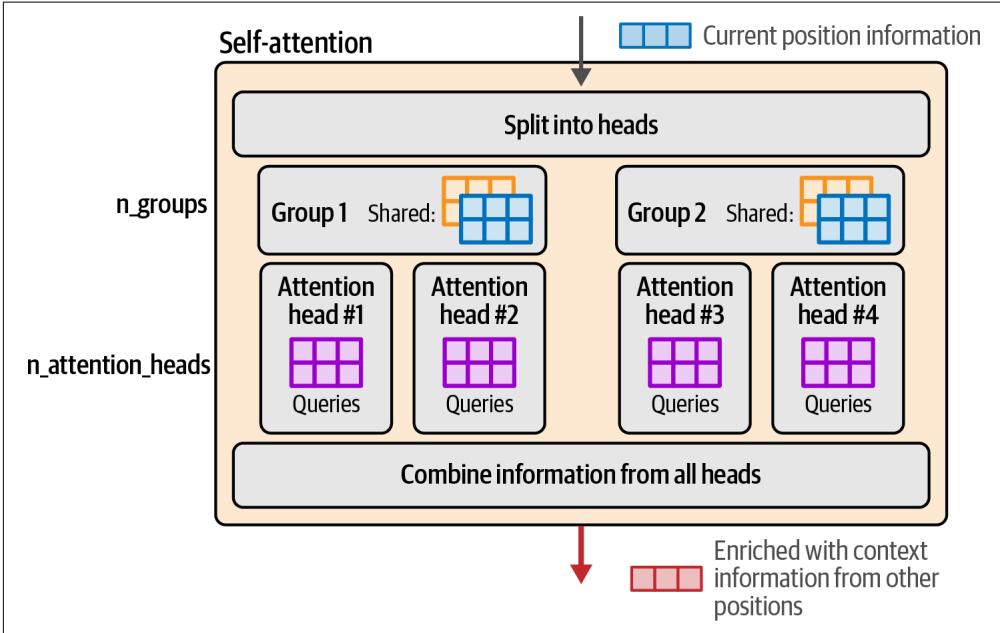 Self-attention
Current position information
Split into heads
n_groups
Group 1 Shared:
Group 2 Shared:
Attention
head #1
Attention
head #2
Attention
head #3
Attention
head #4
n_attention_heads
Queries
Queries
Queries
Queries
Combine information from all heads
Enriched with context
information from other
positions